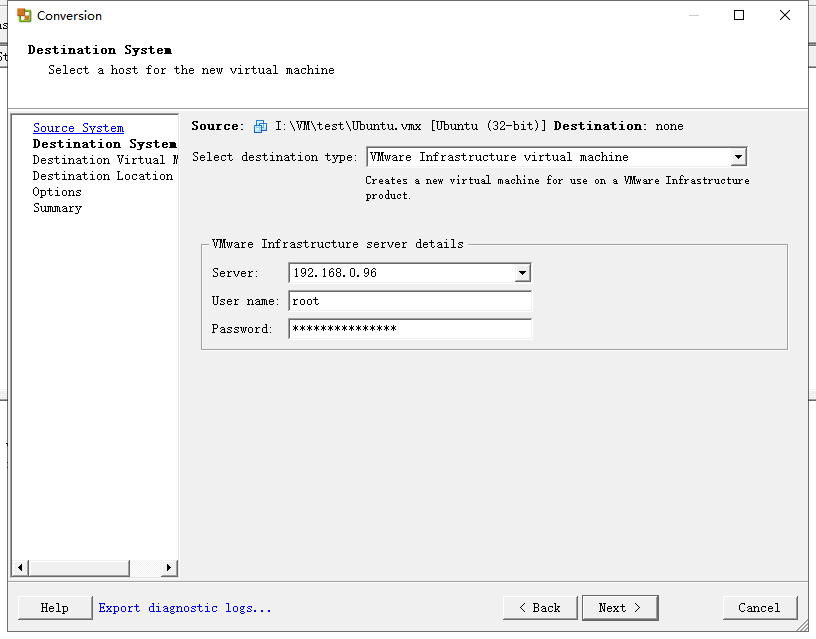 Conversion
Destination System
Select a host for the new virtual machine
Source System
Destination System
Destination Virtual M
Destination Location
Options
Summary
Source: I:\VM\test\Ubuntu.vmx [Ubuntu (32-bit)] Destination: none
Select destination type: VMware Infrastructure virtual machine
Creates a new virtual machine for use on a VMware Infrastructure
product.
VMware Infrastructure server details
Server: 192.168.0.96
User name: root
Password: ***************
Help Export diagnostic logs... < Back Next > Cancel